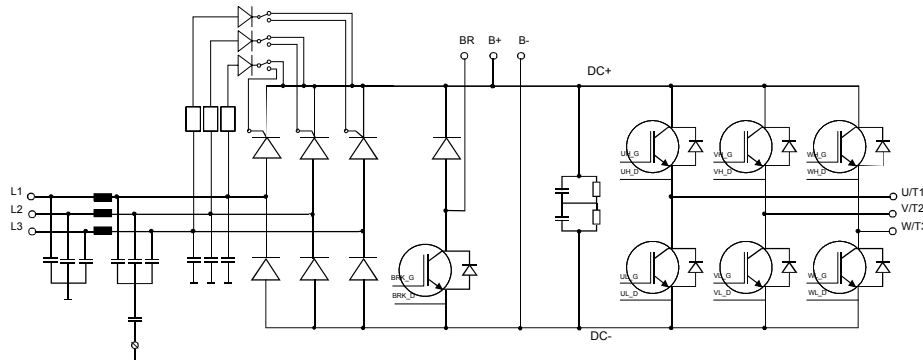 BR B+ B-
DC+
UH_G
UH_D
VH_G
VH_D
WH_G
WH_D
L1
L2
L3
U/T1
V/T2
W/T3
BRK_G
BRK_D
UL_G
UL_D
VL_G
VL_D
WL_G
WL_D
DC-